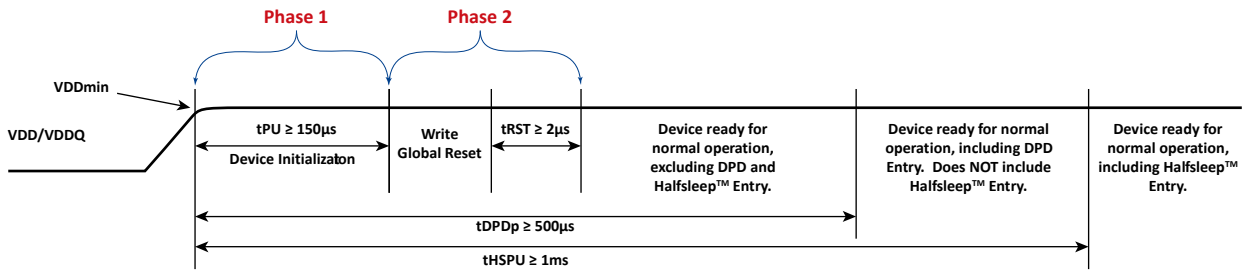 Phase 1
Phase 2
VDDmin
VDD/VDDQ
tPU ≥ 150µs
Device Initializaton
Write
Global Reset
tRST ≥ 2µs
Device ready for
normal operation,
excluding DPD and
Halfsleep™ Entry.
Device ready for normal
operation, including DPD
Entry. Does NOT include
Halfsleep™ Entry.
Device ready for
normal operation,
including Halfsleep™
Entry.
tDPDp ≥ 500µs
tHSPU ≥ 1ms